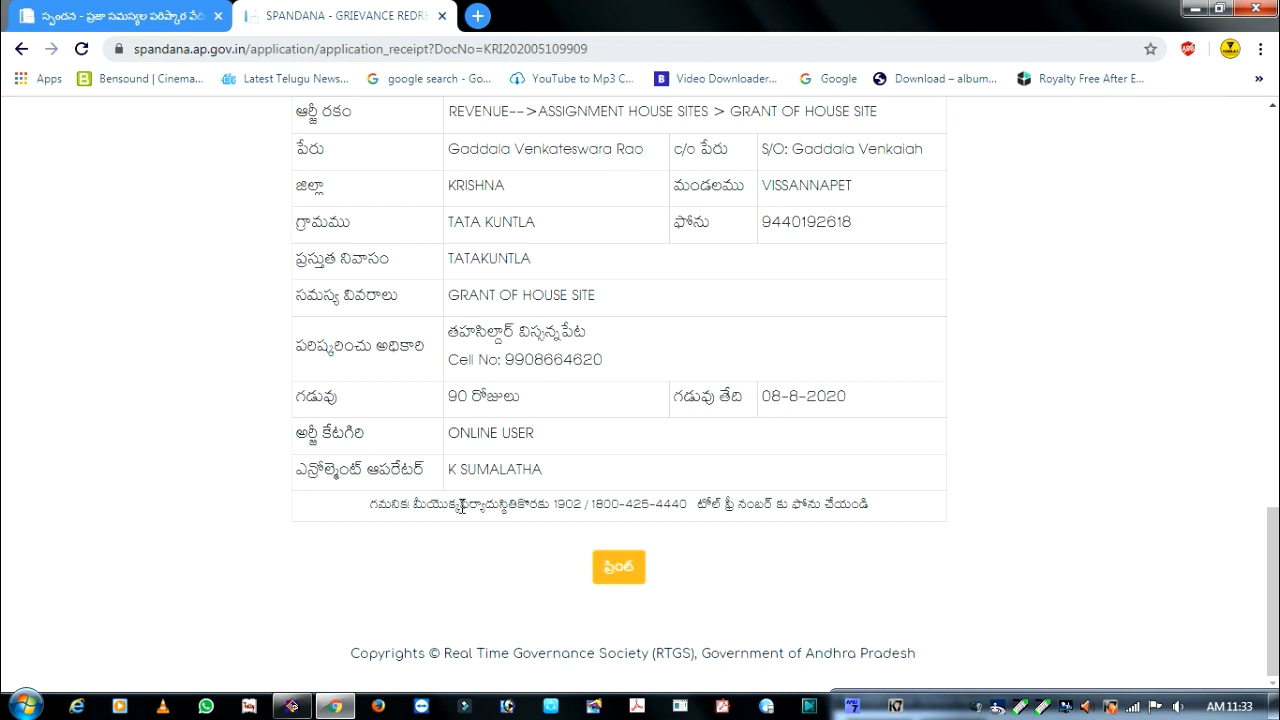 స్పందన - ప్రజా సమస్యల పరిష్కార వేది
SPANDANA - GRIEVANCE REDRE
spandana.ap.gov.in/application/application_receipt?DocNo=KRI202005109909
Apps Bensound | Cinema... Latest Telugu News... google search - Go... YouTube to Mp3 C... Video Downloader... Google Download – album... Royalty Free After E... »
ఆర్జీ రకం REVENUE-->ASSIGNMENT HOUSE SITES > GRANT OF HOUSE SITE
పేరు Gaddala Venkateswara Rao c/o పేరు S/O: Gaddala Venkaiah
జిల్లా KRISHNA మండలము VISSANNAPET
గ్రామము TATA KUNTLA ఫోను 9440192618
ప్రస్తుత నివాసం TATAKUNTLA
సమస్య వివరాలు GRANT OF HOUSE SITE
పరిష్కరించు అధికారి తహసిల్దార్ విస్సన్నపేట
Cell No: 9908664620
గడువు 90 రోజులు గడువు తేది 08-8-2020
అర్జీ కేటగిరి ONLINE USER
ఎన్రోల్మెంట్ ఆపరేటర్ K SUMALATHA
గమనిక: మీయొక్క 1902 / 1800-425-4440 టోల్ ఫ్రీ నంబర్ కు ఫోను చేయండి
ప్రింట్
Copyrights © Real Time Governance Society (RTGS), Government of Andhra Pradesh
AM 11:33